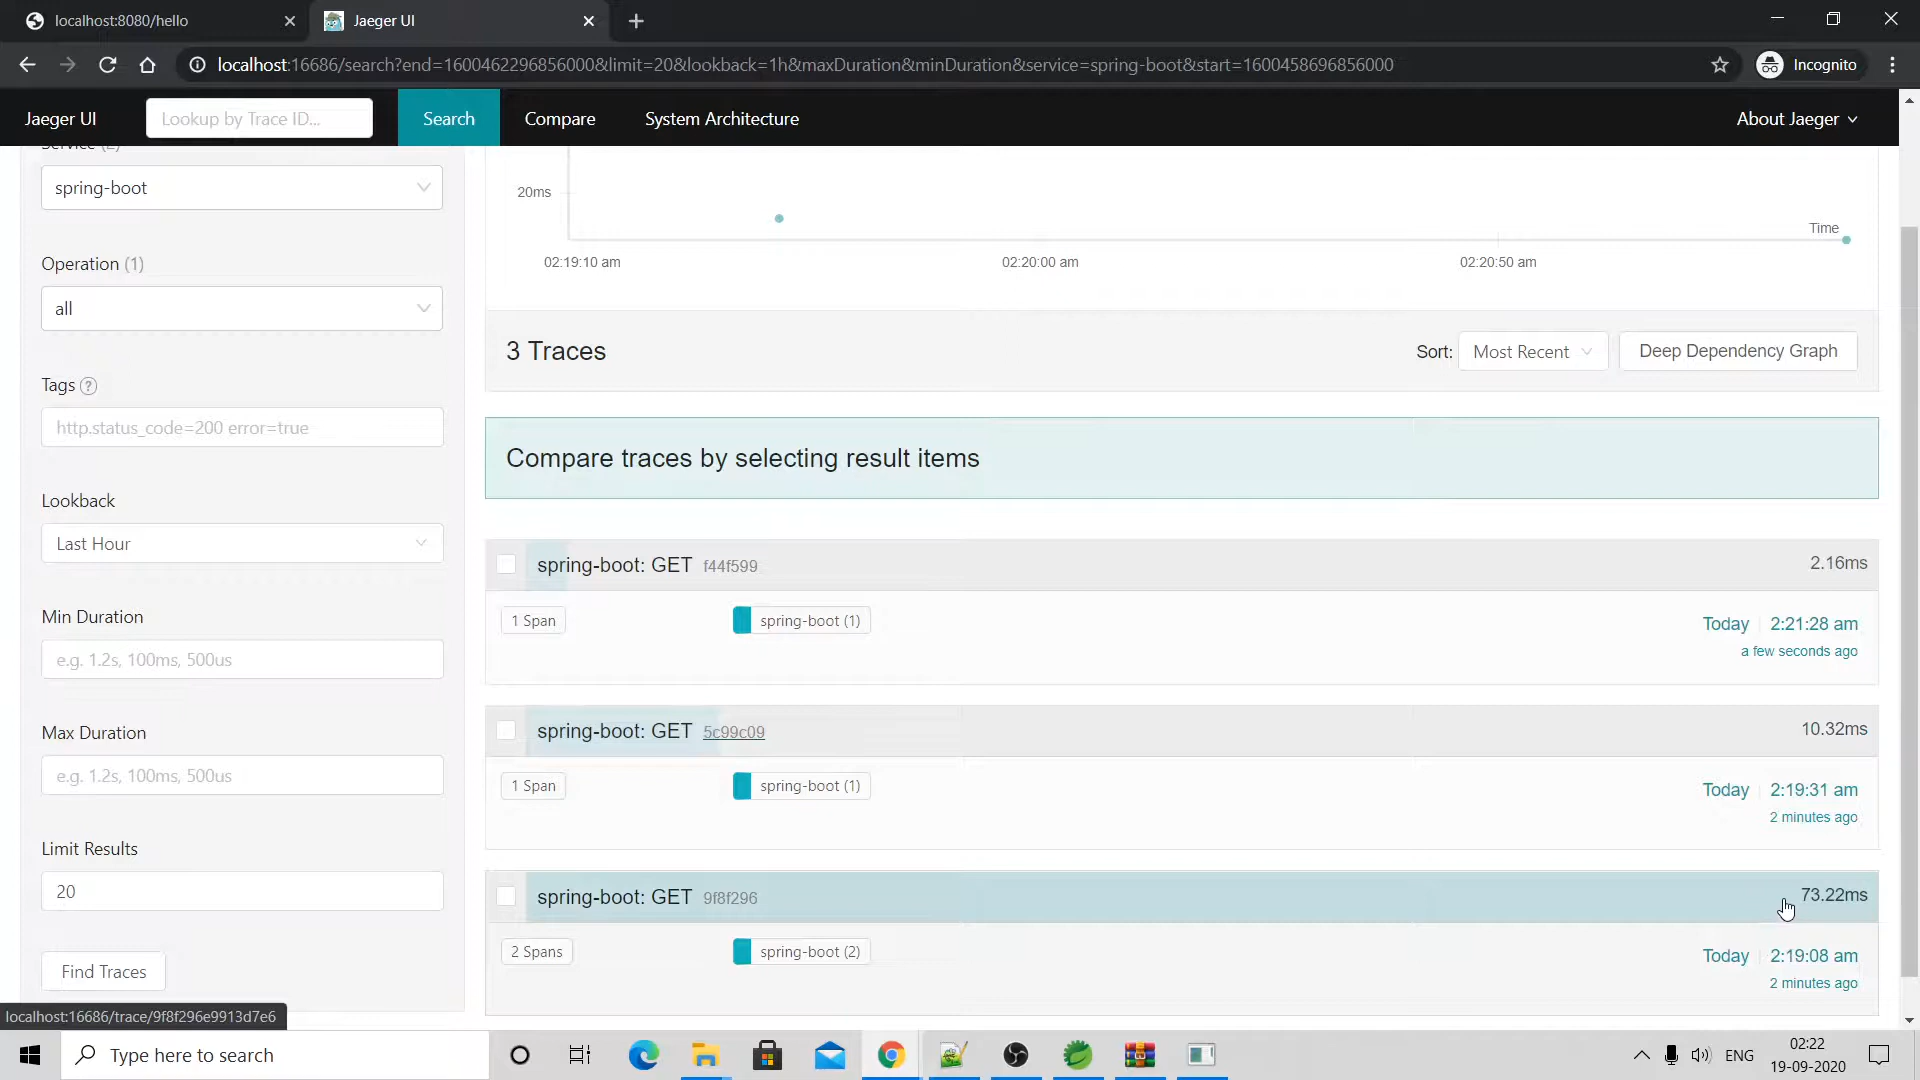 localhost:8080/hello
Jaeger UI
localhost:16686/search?end=1600462296856000&limit=20&lookback=1h&maxDuration&minDuration&service=spring-boot&start=1600458696856000
Incognito
Jaeger UI
Lookup by Trace ID...
Search
Compare
System Architecture
About Jaeger
Service (2)
spring-boot
Operation (1)
all
Tags ?
http.status_code=200 error=true
Lookback
Last Hour
Min Duration
e.g. 1.2s, 100ms, 500us
Max Duration
e.g. 1.2s, 100ms, 500us
Limit Results
20
Find Traces
20ms
Time
02:19:10 am 02:20:00 am 02:20:50 am
3 Traces
Sort: Most Recent
Deep Dependency Graph
Compare traces by selecting result items
spring-boot: GET f44f599 2.16ms
1 Span spring-boot (1) Today 2:21:28 am
a few seconds ago
spring-boot: GET 5c99c09 10.32ms
1 Span spring-boot (1) Today 2:19:31 am
2 minutes ago
spring-boot: GET 9f8f296 73.22ms
2 Spans spring-boot (2) Today 2:19:08 am
2 minutes ago
localhost:16686/trace/9f8f296e9913d7e6
Type here to search
ENG
02:22
19-09-2020